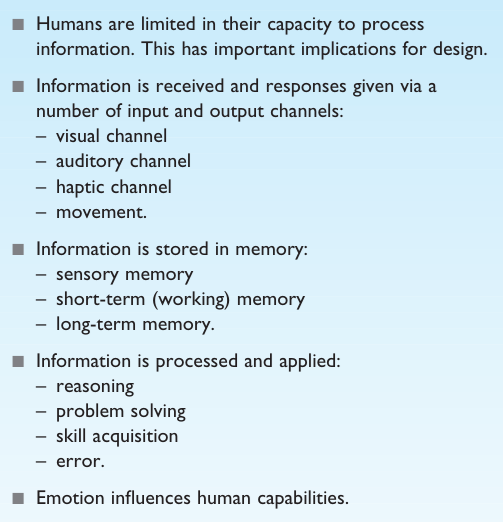 ■ Humans are limited in their capacity to process
information. This has important implications for design.
■ Information is received and responses given via a
number of input and output channels:
– visual channel
– auditory channel
– haptic channel
– movement.
■ Information is stored in memory:
– sensory memory
– short-term (working) memory
– long-term memory.
■ Information is processed and applied:
– reasoning
– problem solving
– skill acquisition
– error.
■ Emotion influences human capabilities.